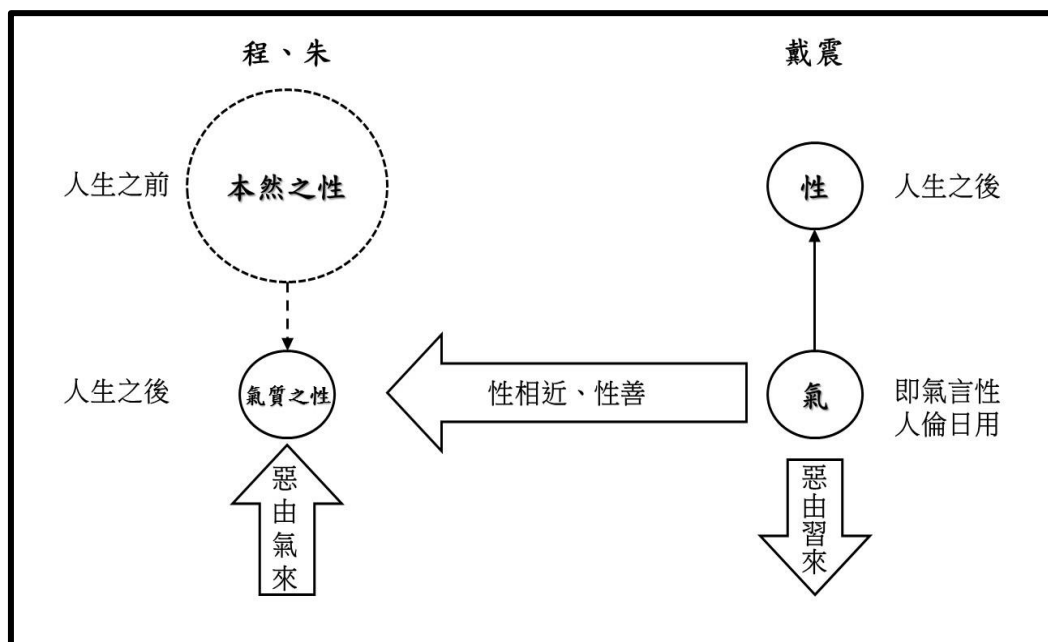 程、朱
戴震
人生之前
本然之性
性
人生之後
人生之後
氣質之性
性相近、性善
氣
即氣言性
人倫日用
惡由氣來
惡由習來